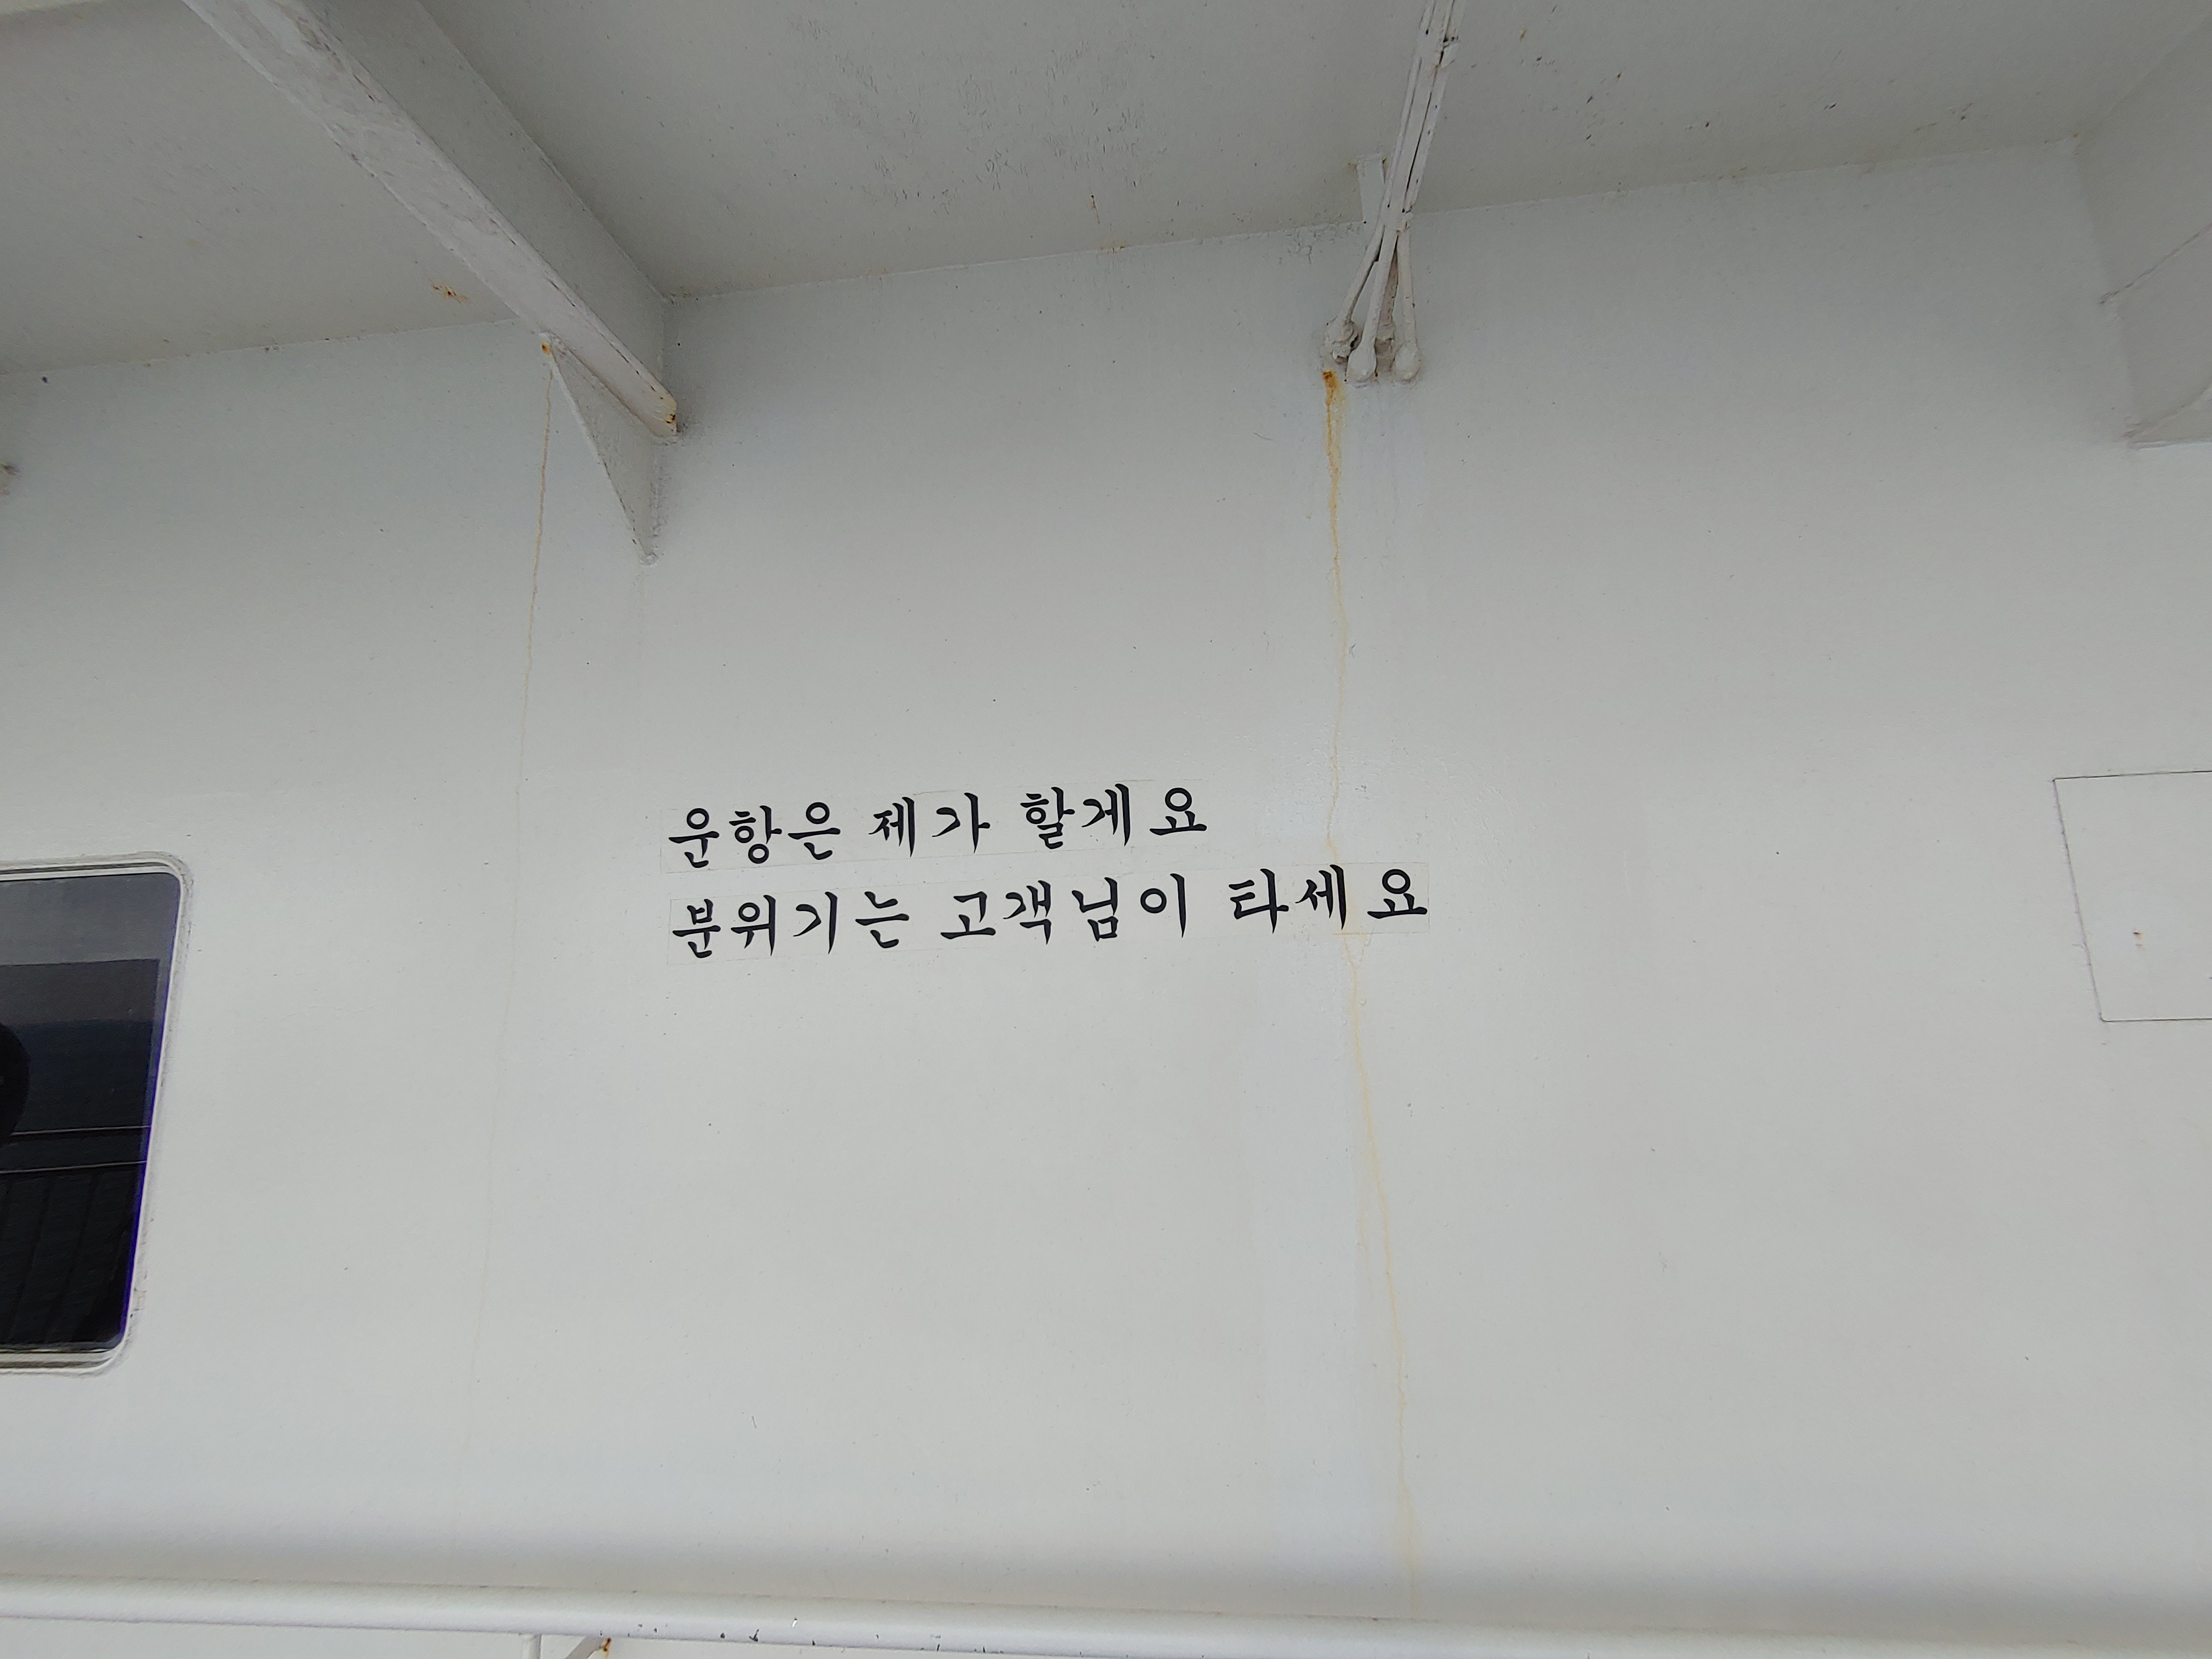 운항은 제가 할게요
분위기는 고객님이 타세요